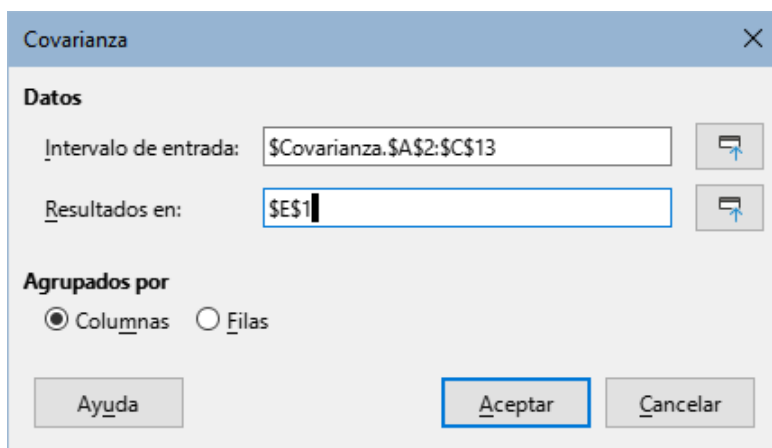 Covarianza
Datos
Intervalo de entrada: $Covarianza.$A$2:$C$13
Resultados en: $E$1
Agrupados por
Columnas Filas
Ayuda Aceptar Cancelar